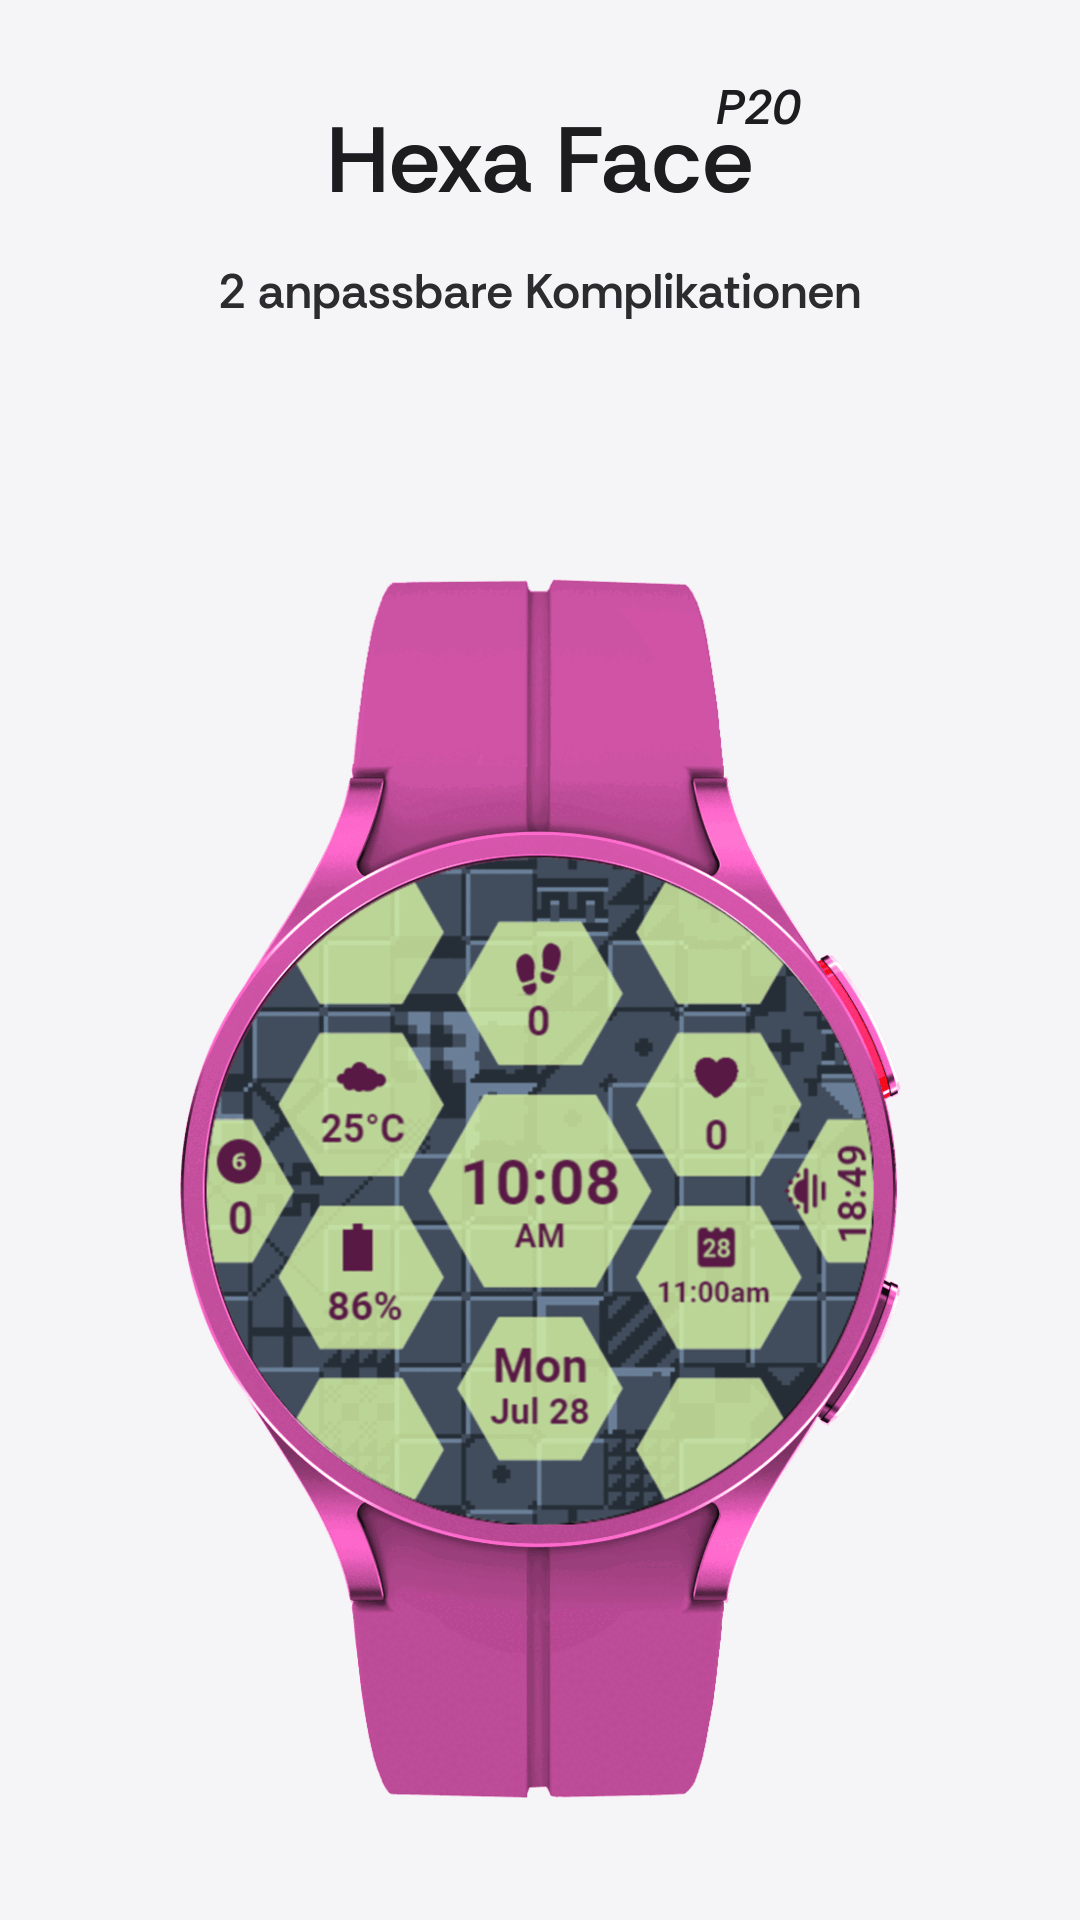 P20
Hexa Face
2 anpassbare Komplikationen
0
25°C
0
6
0
10:08
AM
18:49
86%
28
11:00am
Mon
Jul 28